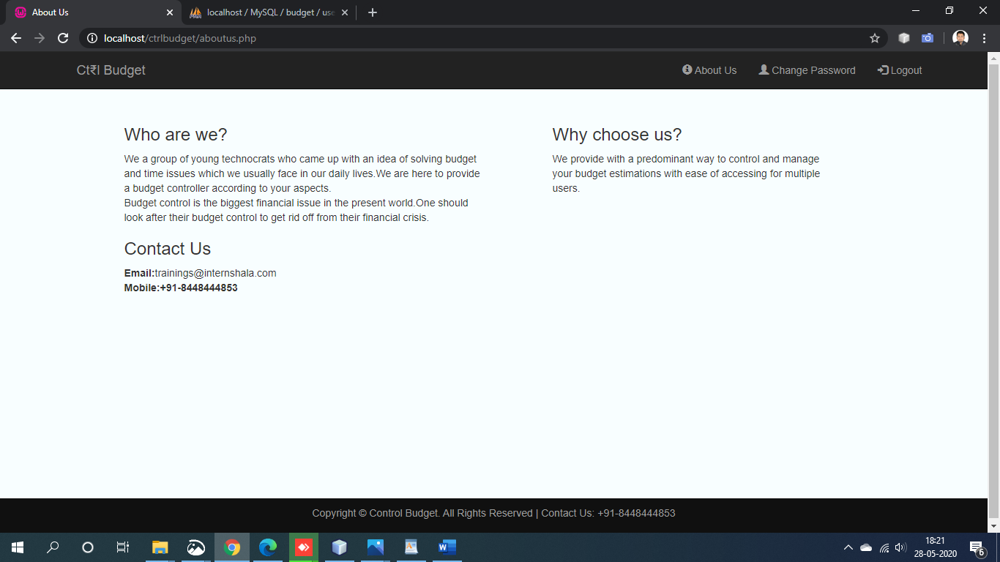 About Us
localhost / MySQL / budget / use
localhost/ctrlbudget/aboutus.php
Ct₹l Budget
About Us
Change Password
Logout
Who are we?
We a group of young technocrats who came up with an idea of solving budget
and time issues which we usually face in our daily lives.We are here to provide
a budget controller according to your aspects.
Budget control is the biggest financial issue in the present world.One should
look after their budget control to get rid off from their financial crisis.
Why choose us?
We provide with a predominant way to control and manage
your budget estimations with ease of accessing for multiple
users.
Contact Us
Email:trainings@internshala.com
Mobile:+91-8448444853
Copyright © Control Budget. All Rights Reserved | Contact Us: +91-8448444853
18:21
28-05-2020
6